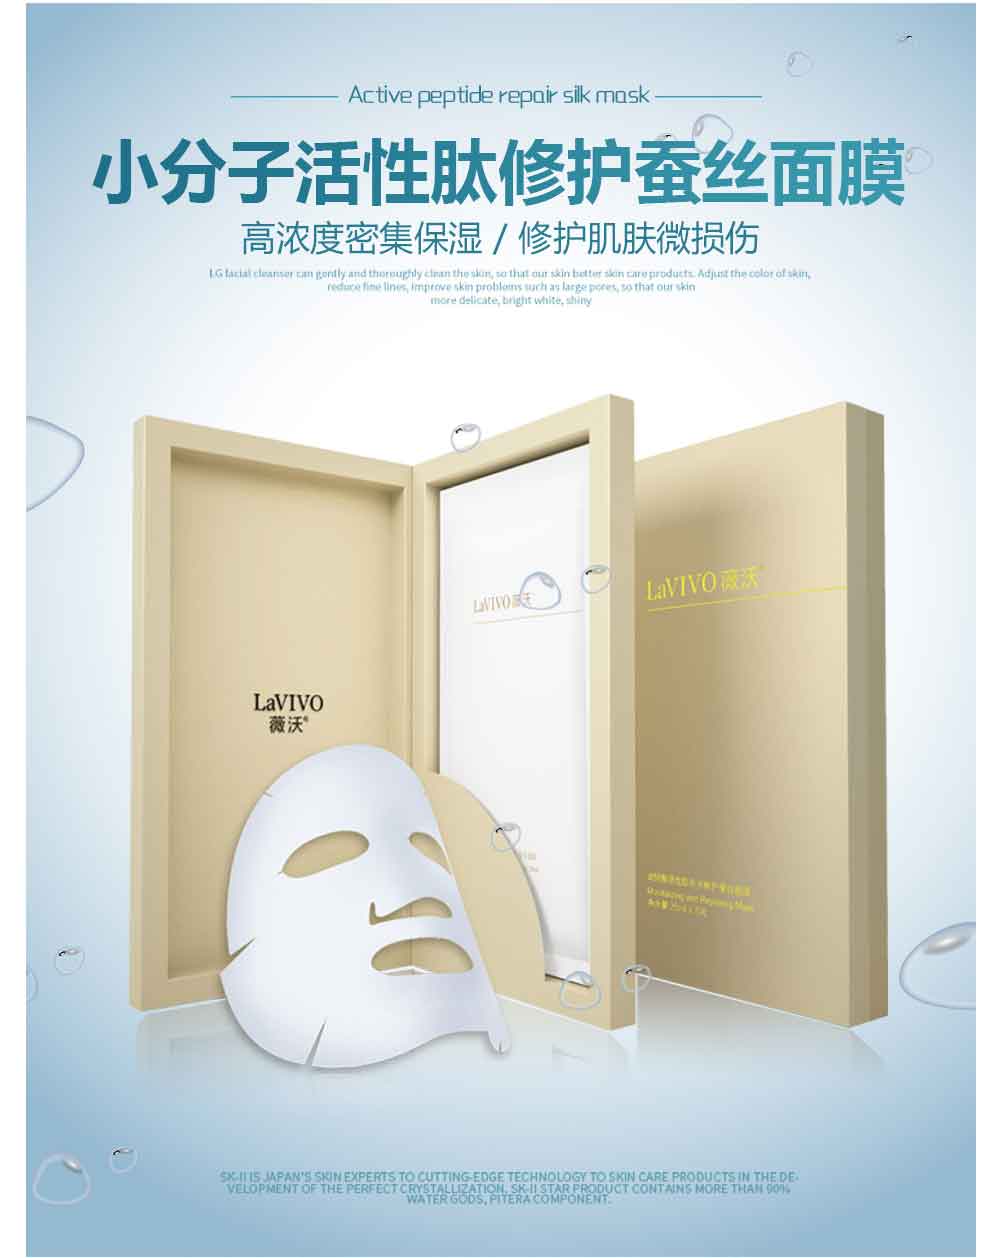 Active peptide repair silk mask
小分子活性肽修护蚕丝面膜
高浓度密集保湿 / 修护肌肤微损伤
LG facial cleanser can gently and thoroughly clean the skin, so that our skin better skin care products. Adjust the color of skin,
reduce fine lines, improve skin problems such as large pores, so that our skin
more delicate, bright white, shiny
LaVIVO 薇沃
LaVIVO 薇沃
LaVIVO
薇沃®
Moisturizing and Repairing Mask
SK-II IS JAPAN'S SKIN EXPERTS TO CUTTING-EDGE TECHNOLOGY TO SKIN CARE PRODUCTS IN THE DE-
VELOPMENT OF THE PERFECT CRYSTALLIZATION. SK-II STAR PRODUCT CONTAINS MORE THAN 90%
WATER GODS, PITERA COMPONENT.